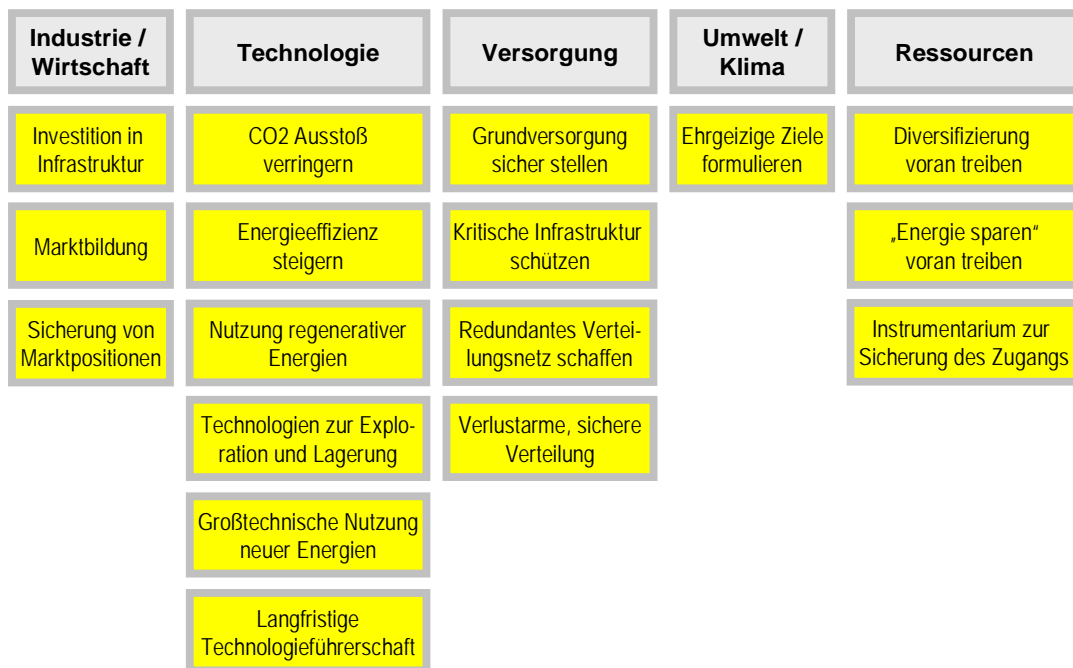 Industrie /
Wirtschaft
Technologie
Versorgung
Umwelt /
Klima
Ressourcen
Investition in
Infrastruktur
CO2 Ausstoß
verringern
Grundversorgung
sicher stellen
Ehrgeizige Ziele
formulieren
Diversifizierung
voran treiben
Marktbildung
Energieeffizienz
steigern
Kritische Infrastruktur
schützen
„Energie sparen“
voran treiben
Sicherung von
Marktpositionen
Nutzung regenerativer
Energien
Redundantes Vertei-
lungsnetz schaffen
Instrumentarium zur
Sicherung des Zugangs
Technologien zur Explo-
ration und Lagerung
Verlustarme, sichere
Verteilung
Großtechnische Nutzung
neuer Energien
Langfristige
Technologieführerschaft